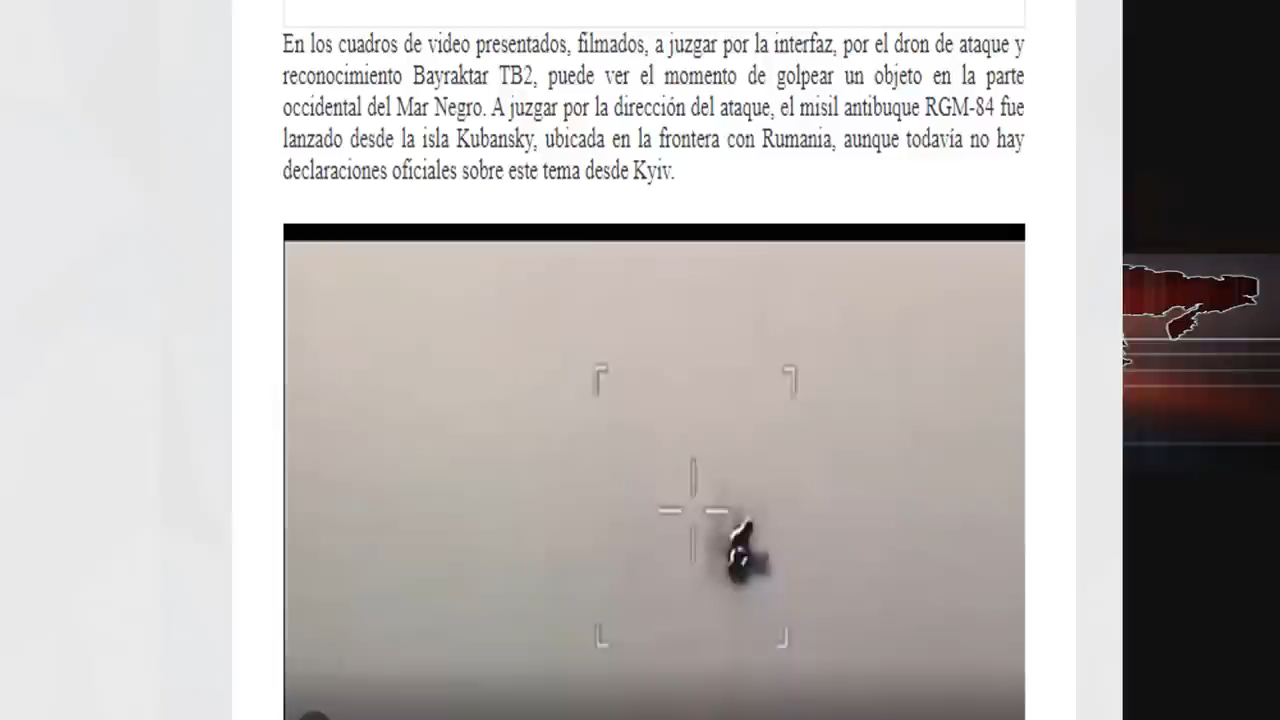 En los cuadros de video presentados, filmados, a juzgar por la interfaz, por el dron de ataque y
reconocimiento Bayraktar TB2, puede ver el momento de golpear un objeto en la parte
occidental del Mar Negro. A juzgar por la dirección del ataque, el misil antibuque RGM-84 fue
lanzado desde la isla Kubansky, ubicada en la frontera con Rumania, aunque todavía no hay
declaraciones oficiales sobre este tema desde Kyiv.